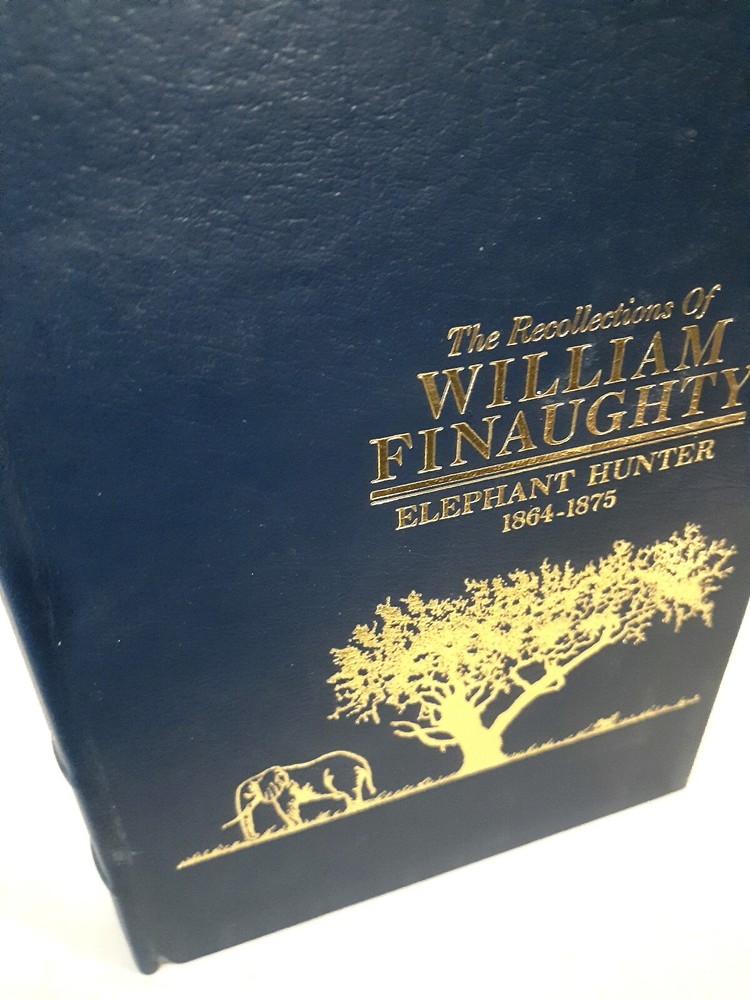 The Recollections Of
WILLIAM
FINAUGHTY
ELEPHANT HUNTER
1864-1875